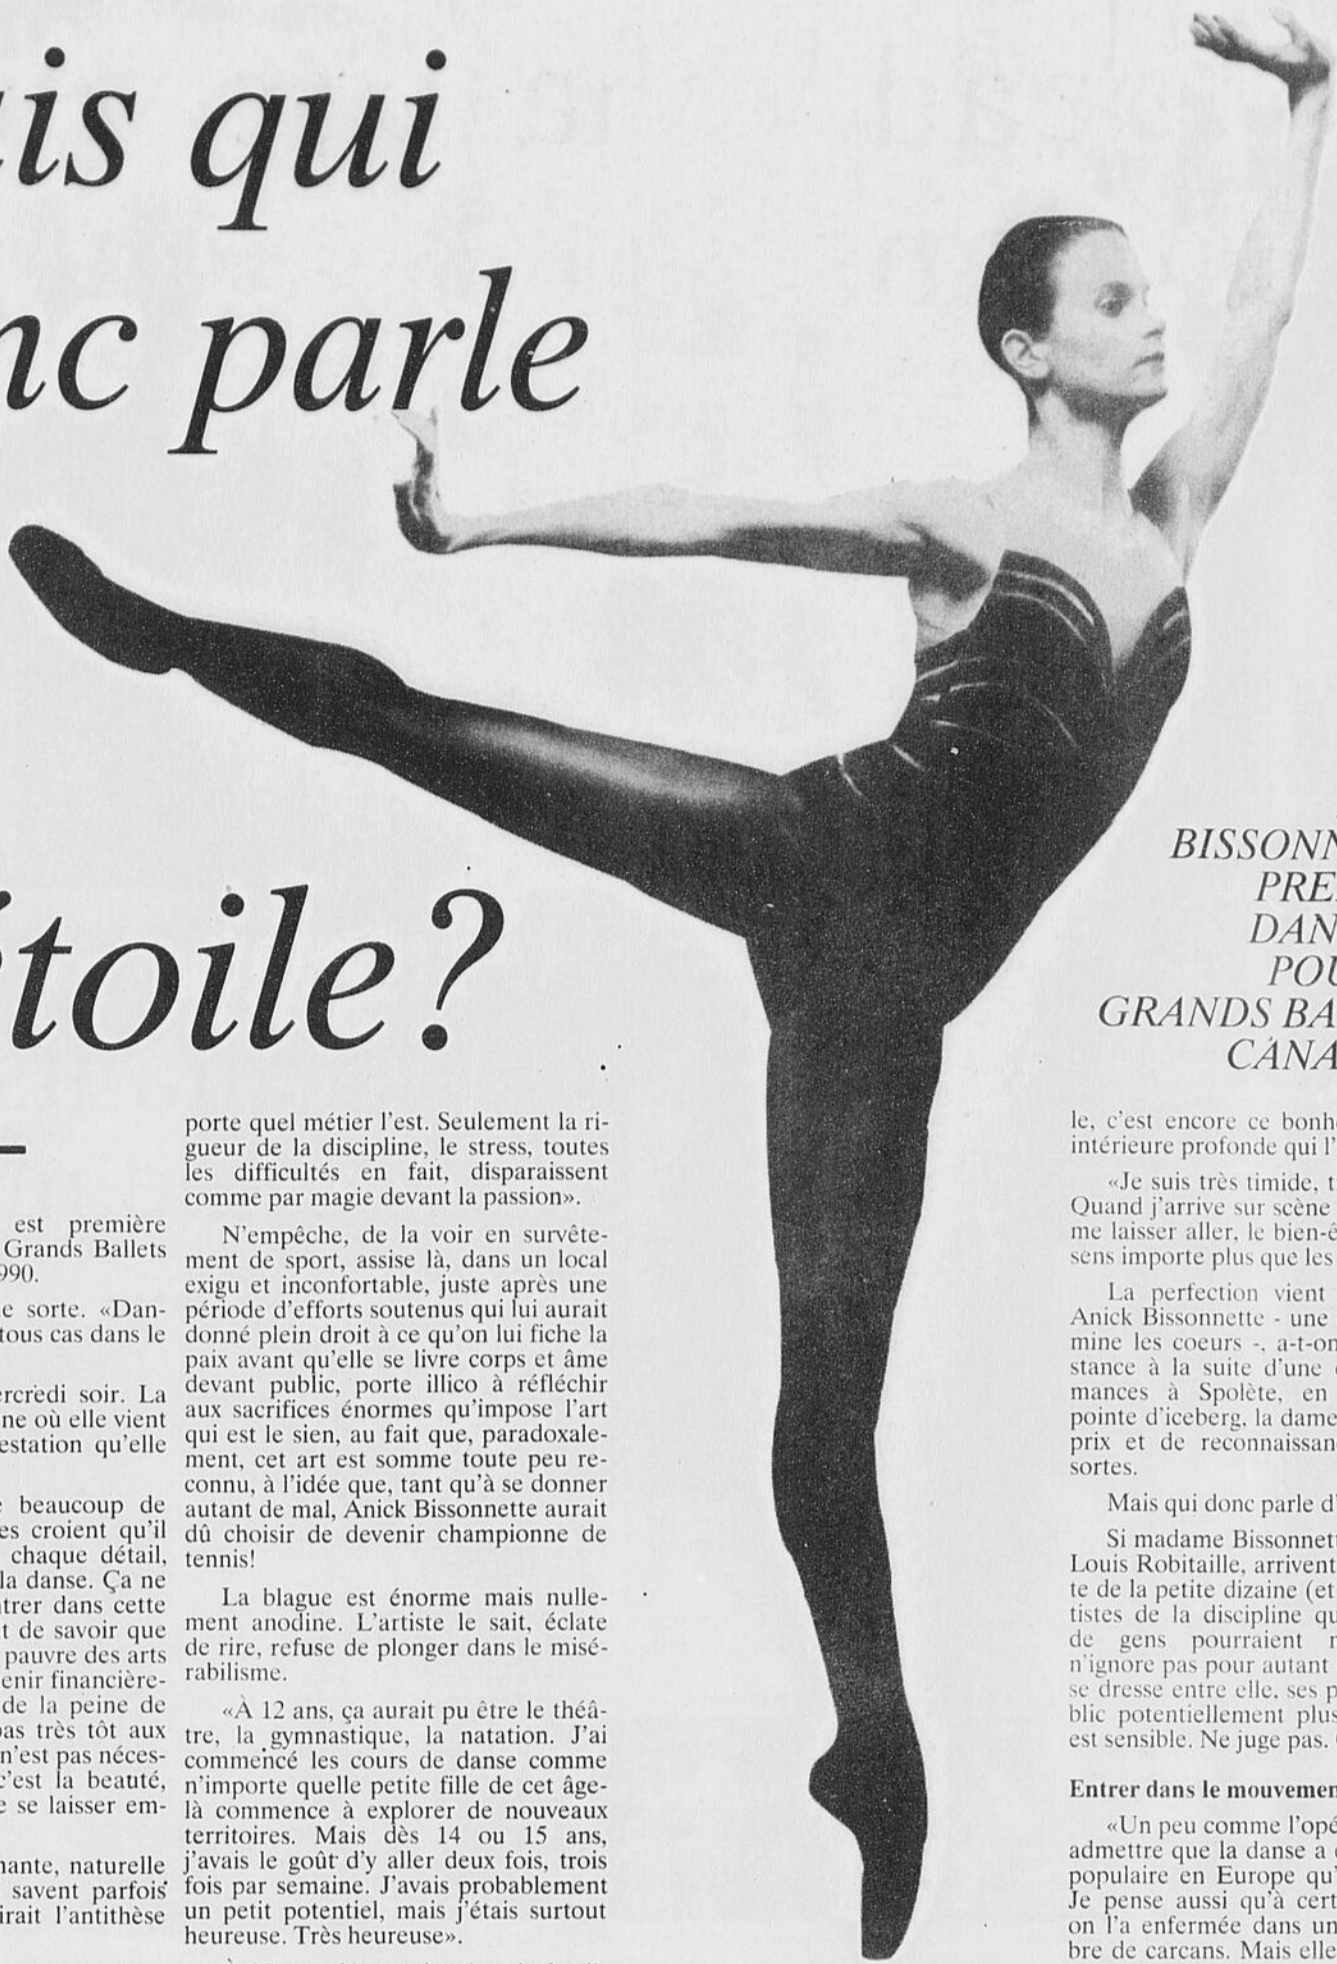 is qui
nc parle
étoile?
BISSONN
PRE
DAN
POU
GRANDS BA
CANA
est première
Grands Ballets
990.
e sorte. «Dan-
tous cas dans le
ercredi soir. La
ne où elle vient
estation qu'elle
e beaucoup de
es croient qu'il
chaque détail,
la danse. Ça ne
ntrer dans cette
t de savoir que
pauvre des arts
enir financière-
de la peine de
pas très tôt aux
n'est pas néces-
c'est la beauté,
e se laisser em-
nante, naturelle
savent parfois
irait l'antithèse
porte quel métier l'est. Seulement la ri-
gueur de la discipline, le stress, toutes
les difficultés en fait, disparaissent
comme par magie devant la passion».
N'empêche, de la voir en survête-
ment de sport, assise là, dans un local
exigu et inconfortable, juste après une
période d'efforts soutenus qui lui aurait
donné plein droit à ce qu'on lui fiche la
paix avant qu'elle se livre corps et âme
devant public, porte illico à réfléchir
aux sacrifices énormes qu'impose l'art
qui est le sien, au fait que, paradoxale-
ment, cet art est somme toute peu re-
connu, à l'idée que, tant qu'à se donner
autant de mal, Anick Bissonnette aurait
dû choisir de devenir championne de
tennis!
La blague est énorme mais nulle-
ment anodine. L'artiste le sait, éclate
de rire, refuse de plonger dans le misé-
rabilisme.
«À 12 ans, ça aurait pu être le théâ-
tre, la gymnastique, la natation. J'ai
commencé les cours de danse comme
n'importe quelle petite fille de cet âge-
là commence à explorer de nouveaux
territoires. Mais dès 14 ou 15 ans,
j'avais le goût d'y aller deux fois, trois
fois par semaine. J'avais probablement
un petit potentiel, mais j'étais surtout
heureuse. Très heureuse».
le, c'est encore ce bonh
intérieure profonde qui l'
«Je suis très timide, t
Quand j'arrive sur scène
me laisser aller, le bien-ê
sens importe plus que les
La perfection vient
Anick Bissonnette - une
mine les coeurs -, a-t-on
stance à la suite d'une
mances à Spolète, en
pointe d'iceberg, la dame
prix et de reconnaissan
sortes.
Mais qui donc parle d'
Si madame Bissonnett
Louis Robitaille, arrivent
te de la petite dizaine (et
tistes de la discipline qu
de gens pourraient
n'ignore pas pour autant
se dresse entre elle, ses p
blic potentiellement plus
est sensible. Ne juge pas.
Entrer dans le mouvemen
«Un peu comme l'opé
admettre que la danse a
populaire en Europe qu'
Je pense aussi qu'à cert
on l'a enfermée dans un
bre de carcans. Mais elle